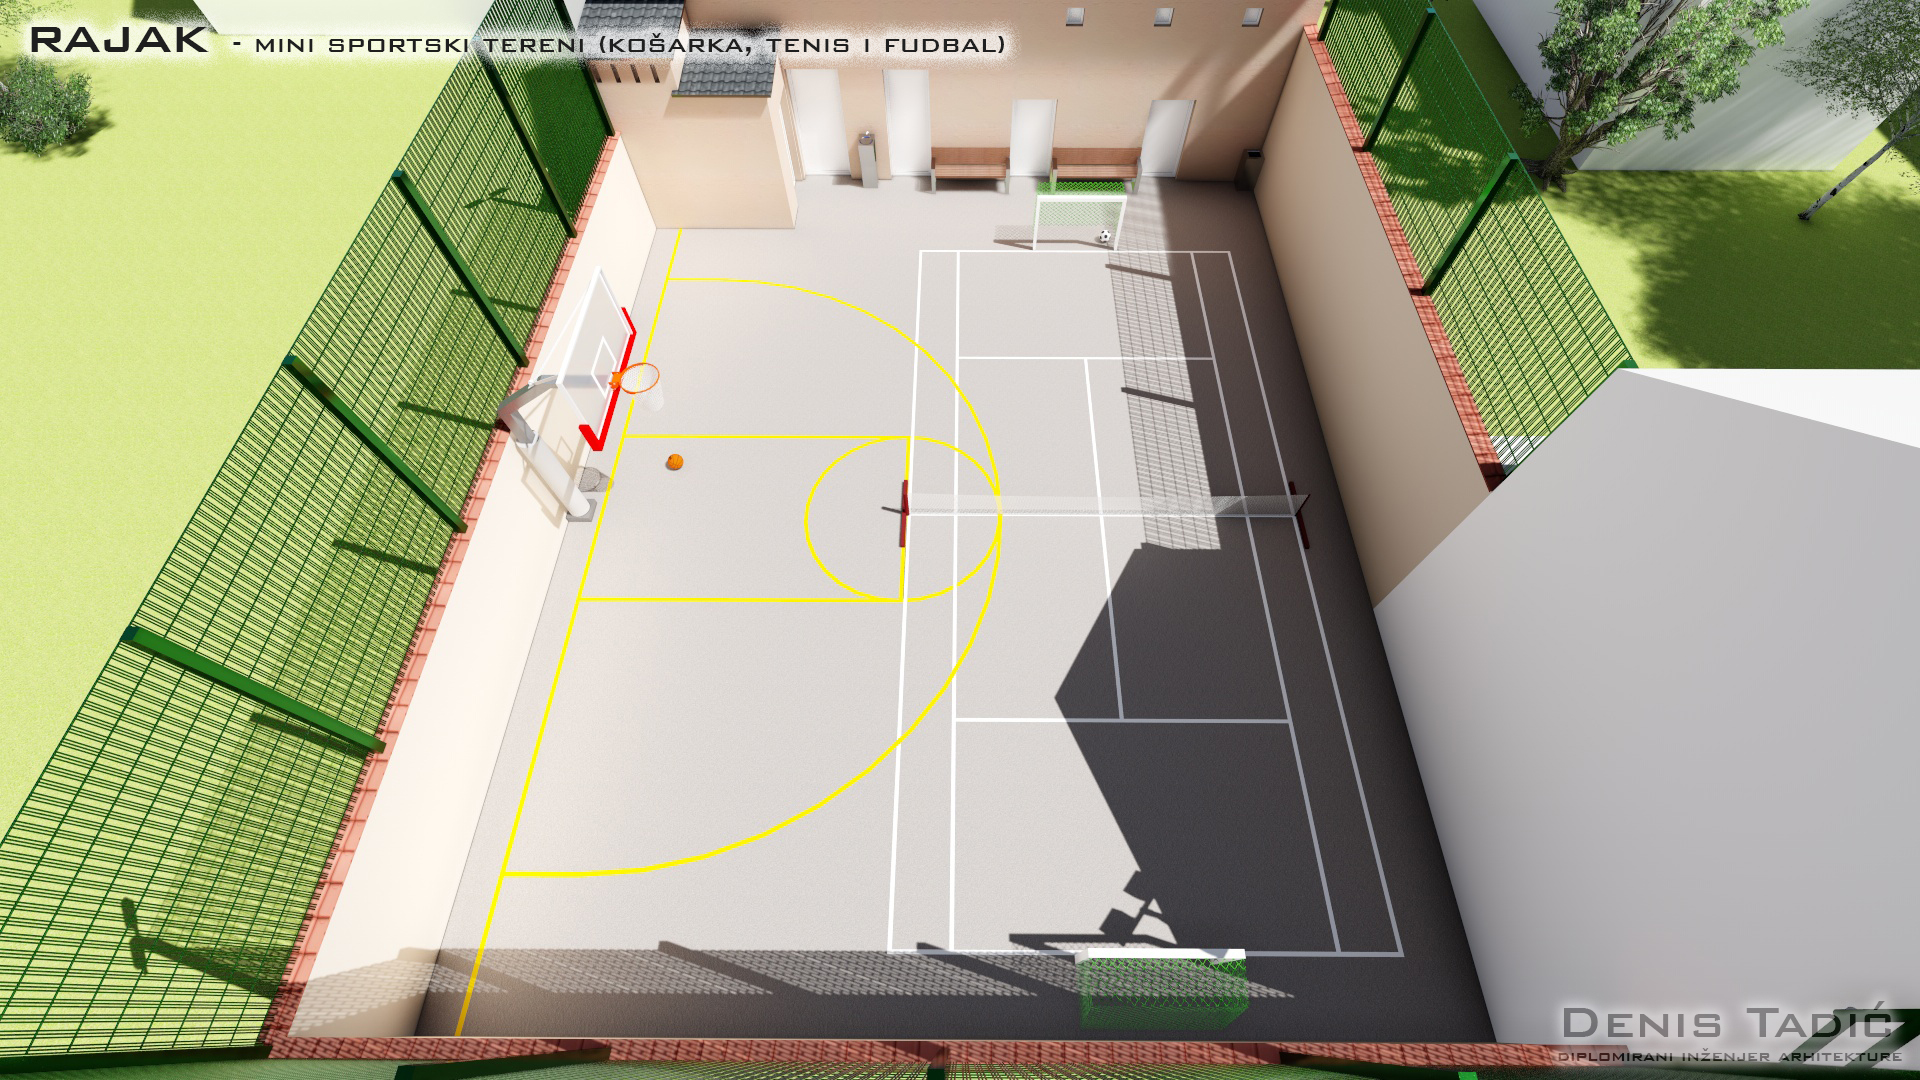 RAJAK - MINI SPORTSKI TERENI (KOŠARKA, TENIS I FUDBAL)
DENIS TADIĆ
DIPLOMIRANI INŽENJER ARHITEKTURE